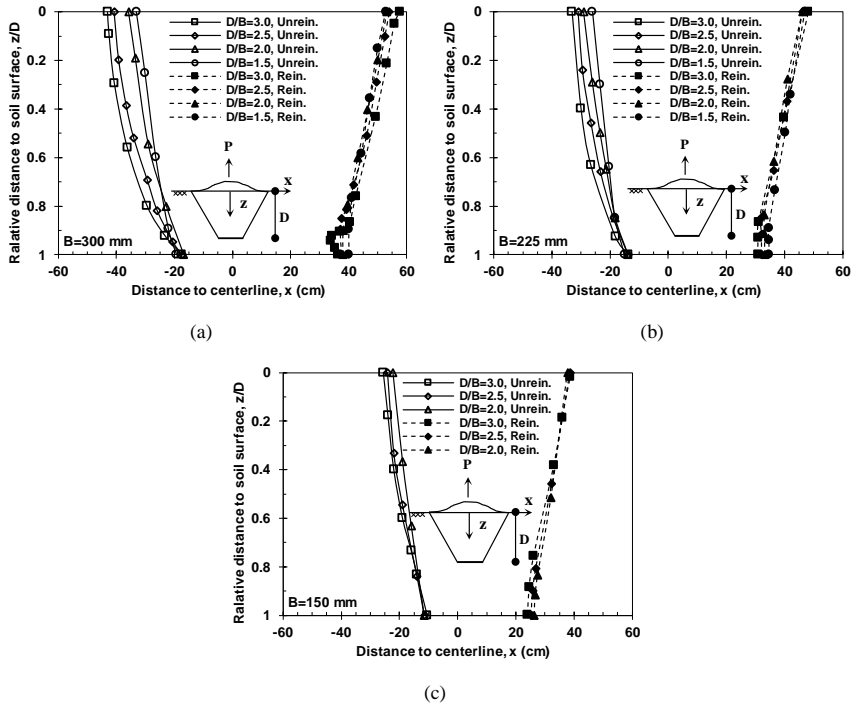 Ralative distance to soil surface, z/D
0
0.2
0.4
0.6
0.8
1
D/B=3.0, Unrein.
D/B=2.5, Unrein.
D/B=2.0, Unrein.
D/B=1.5, Unrein.
D/B=3.0, Rein.
D/B=2.5, Rein.
D/B=2.0, Rein.
D/B=1.5, Rein.
P
x
z
D
B=300 mm
-60 -40 -20 0 20 40 60
Distance to centerline, x (cm)
(a)
Ralative distance to soil surface, z/D
0
0.2
0.4
0.6
0.8
1
D/B=3.0, Unrein.
D/B=2.5, Unrein.
D/B=2.0, Unrein.
D/B=1.5, Unrein.
D/B=3.0, Rein.
D/B=2.5, Rein.
D/B=2.0, Rein.
D/B=1.5, Rein.
P
x
z
D
B=225 mm
-60 -40 -20 0 20 40 60
Distance to centerline, x (cm)
(b)
Ralative distance to soil surface, z/D
0
0.2
0.4
0.6
0.8
1
D/B=3.0, Unrein.
D/B=2.5, Unrein.
D/B=2.0, Unrein.
D/B=3.0, Rein.
D/B=2.5, Rein.
D/B=2.0, Rein.
P
x
z
D
B=150 mm
-60 -40 -20 0 20 40 60
Distance to centerline, x (cm)
(c)